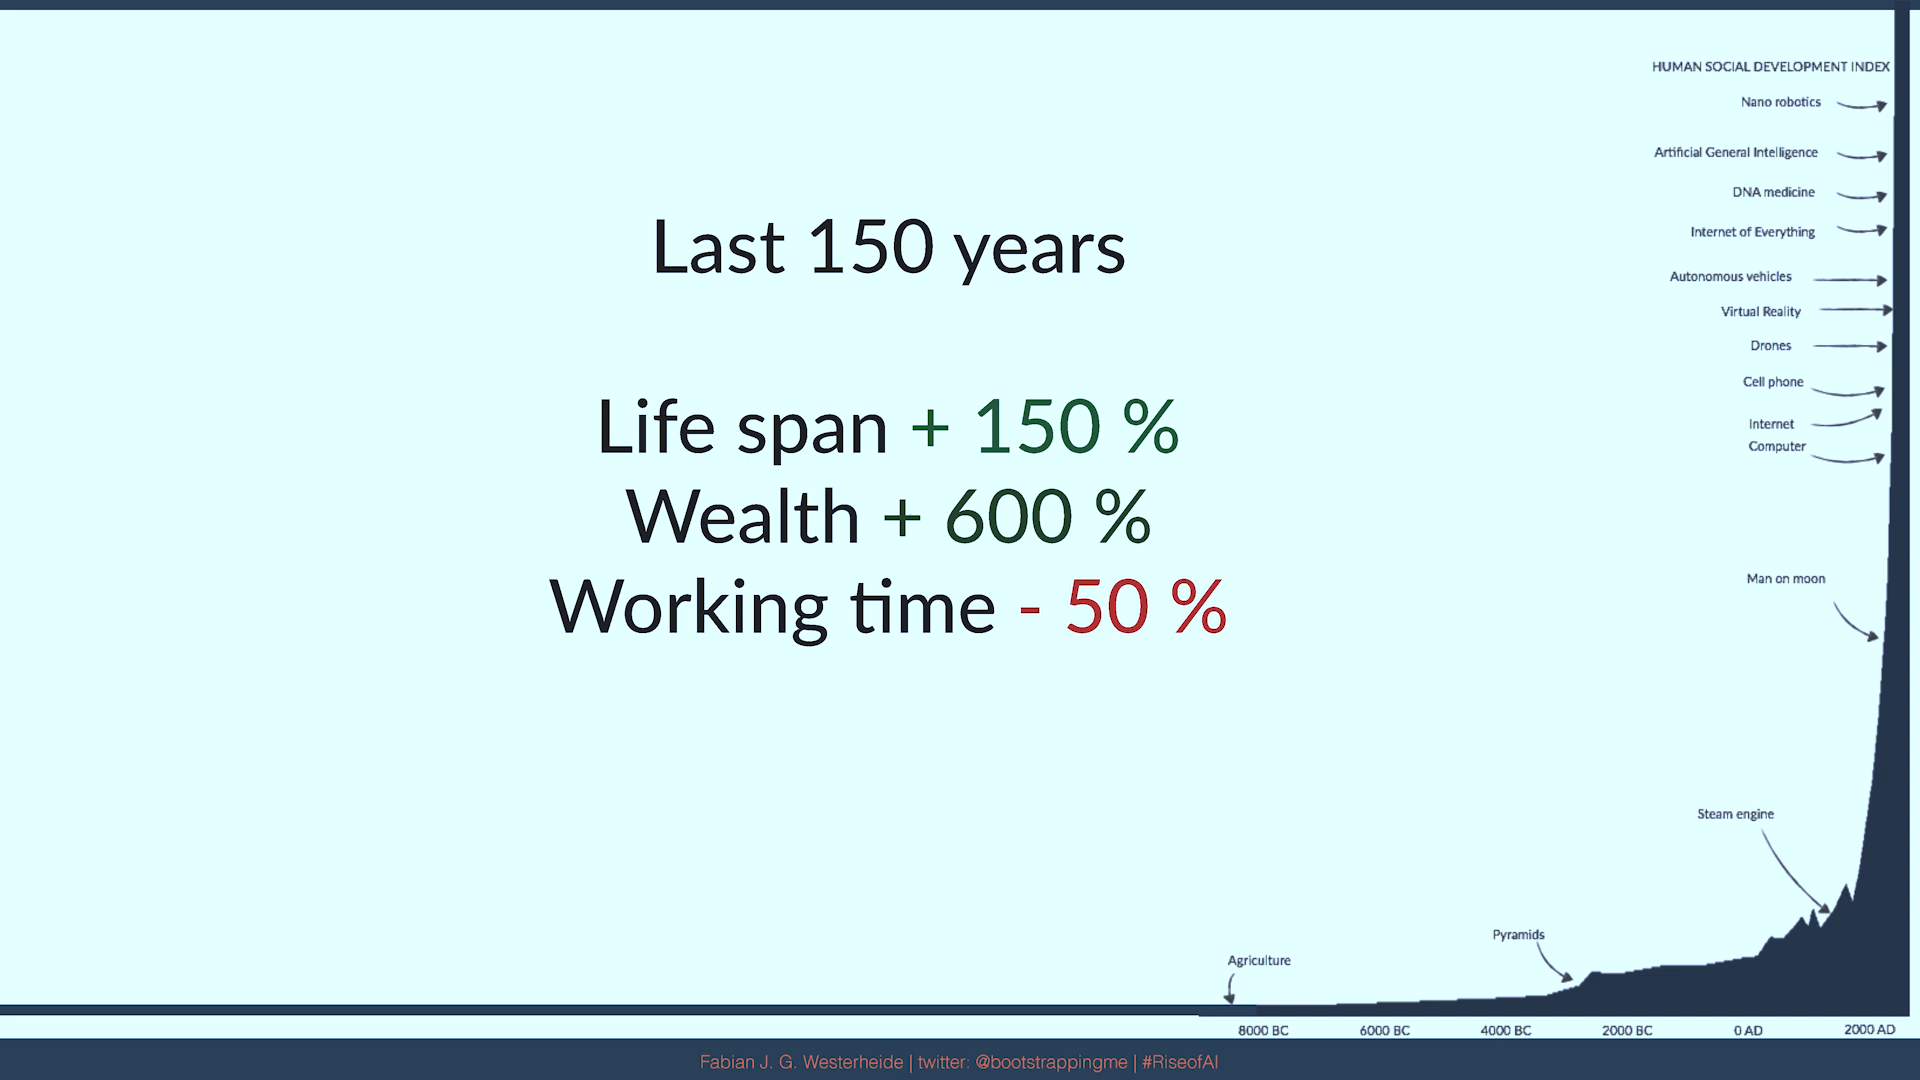 HUMAN SOCIAL DEVELOPMENT INDEX
Nano robotics
Artificial General Intelligence
DNA medicine
Internet of Everything
Autonomous vehicles
Virtual Reality
Drones
Cell phone
Internet
Computer
Man on moon
Steam engine
Pyramids
Agriculture
Last 150 years
Life span + 150 %
Wealth + 600 %
Working time - 50 %
8000 BC 6000 BC 4000 BC 2000 BC 0 AD 2000 AD
Fabian J. G. Westerheide | twitter: @bootstrappingme | #RiseofAI